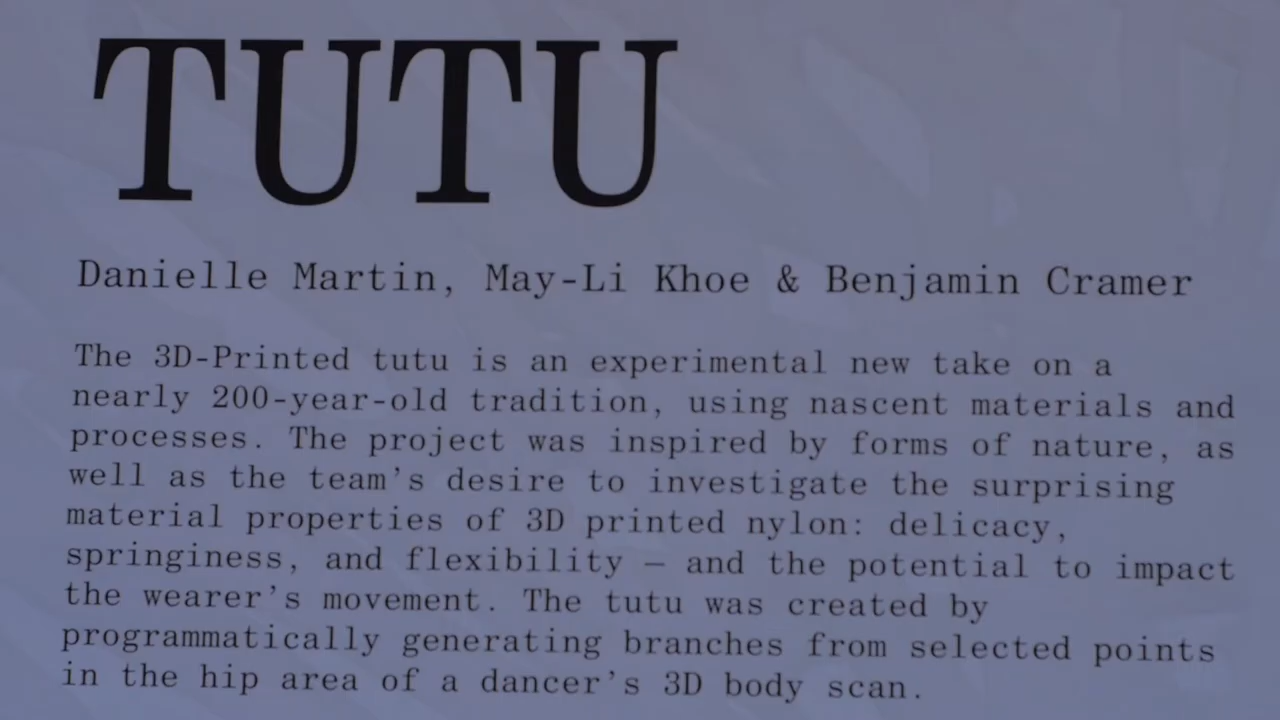 TUTU
Danielle Martin, May-Li Khoe & Benjamin Cramer
The 3D-Printed tutu is an experimental new take on a
nearly 200-year-old tradition, using nascent materials and
processes. The project was inspired by forms of nature, as
well as the team's desire to investigate the surprising
material properties of 3D printed nylon: delicacy,
springiness, and flexibility — and the potential to impact
the wearer's movement. The tutu was created by
programmatically generating branches from selected points
in the hip area of a dancer's 3D body scan.